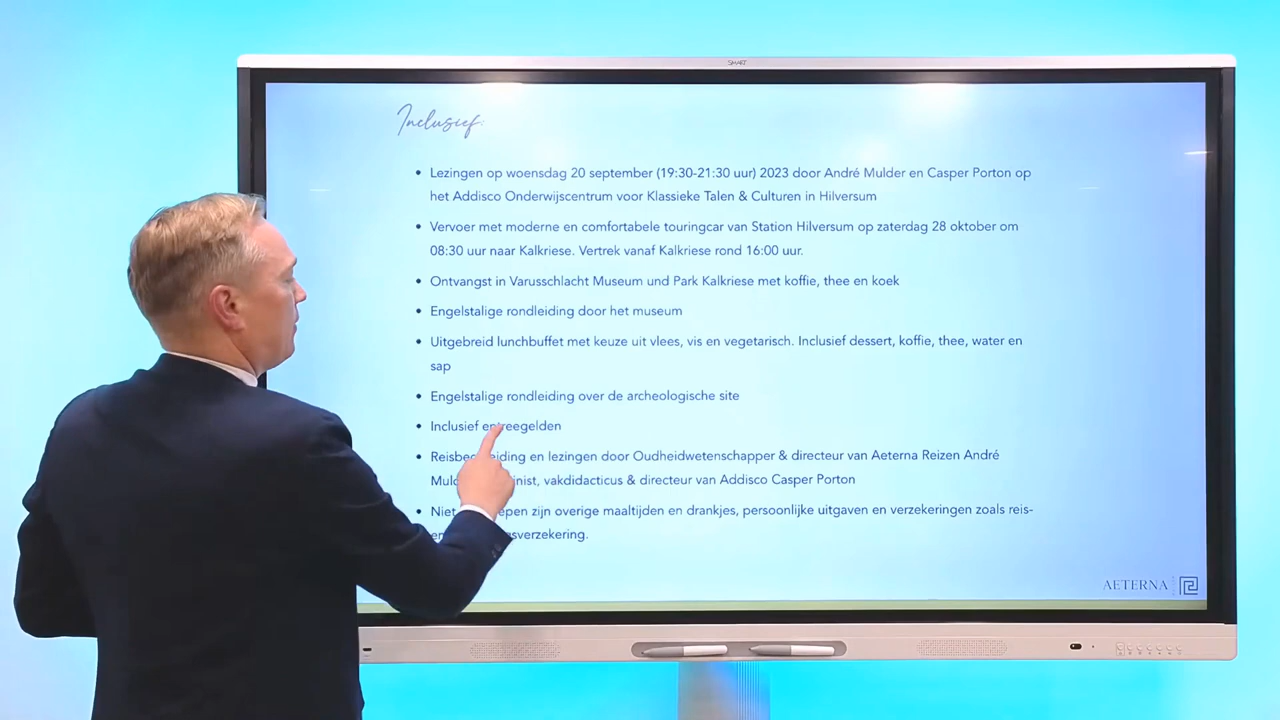 SMART
Inclusief:
• Lezingen op woensdag 20 september (19:30-21:30 uur) 2023 door André Mulder en Casper Porton op
het Addisco Onderwijscentrum voor Klassieke Talen & Culturen in Hilversum
• Vervoer met moderne en comfortabele touringcar van Station Hilversum op zaterdag 28 oktober om
08:30 uur naar Kalkriese. Vertrek vanaf Kalkriese rond 16:00 uur.
• Ontvangst in Varusschlacht Museum und Park Kalkriese met koffie, thee en koek
• Engelstalige rondleiding door het museum
• Uitgebreid lunchbuffet met keuze uit vlees, vis en vegetarisch. Inclusief dessert, koffie, thee, water en
sap
• Engelstalige rondleiding over de archeologische site
• Inclusief entreegelden
• en lezingen door Oudheidwetenschapper & directeur van Aeterna Reizen André
vakdidacticus & directeur van Addisco Casper Porton
• Niet zijn overige maaltijden en drankjes, persoonlijke uitgaven en verzekeringen zoals reis-
AETERNA